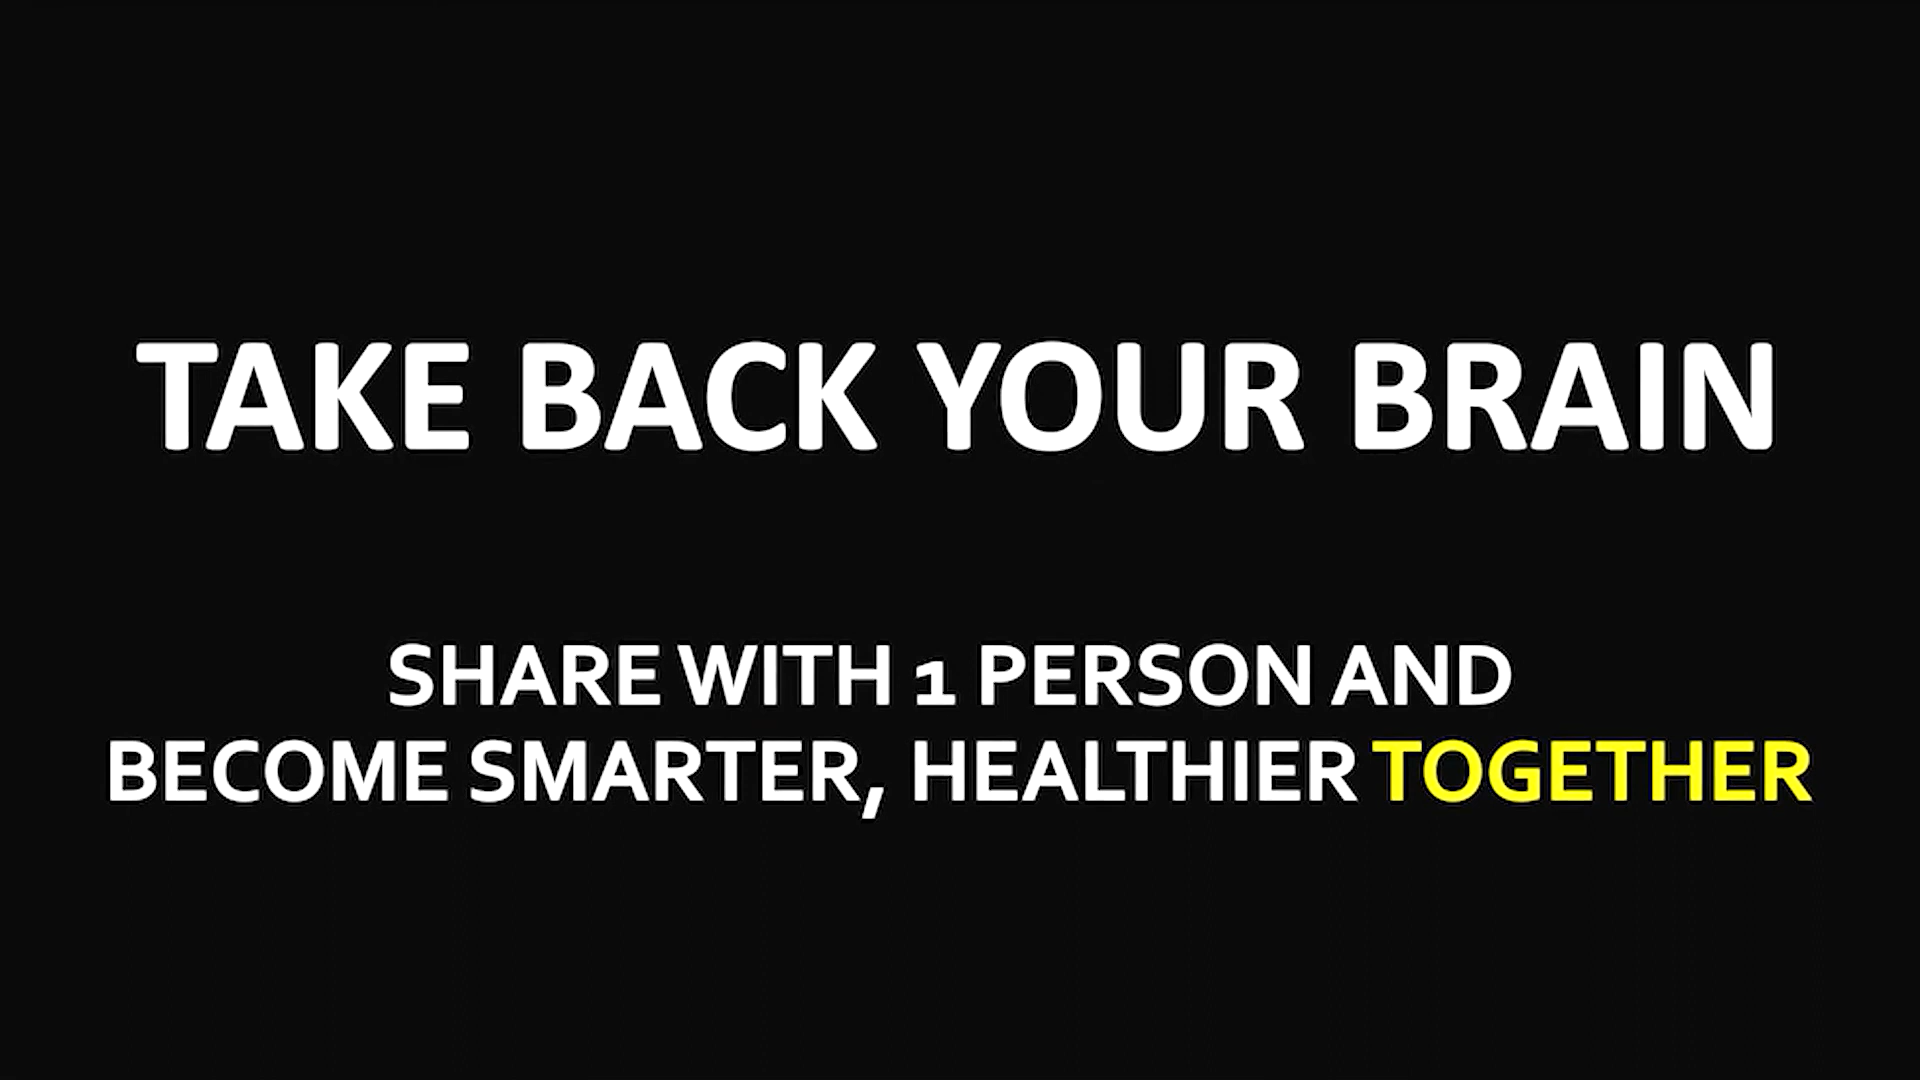 TAKE BACK YOUR BRAIN
SHARE WITH 1 PERSON AND
BECOME SMARTER, HEALTHIER TOGETHER